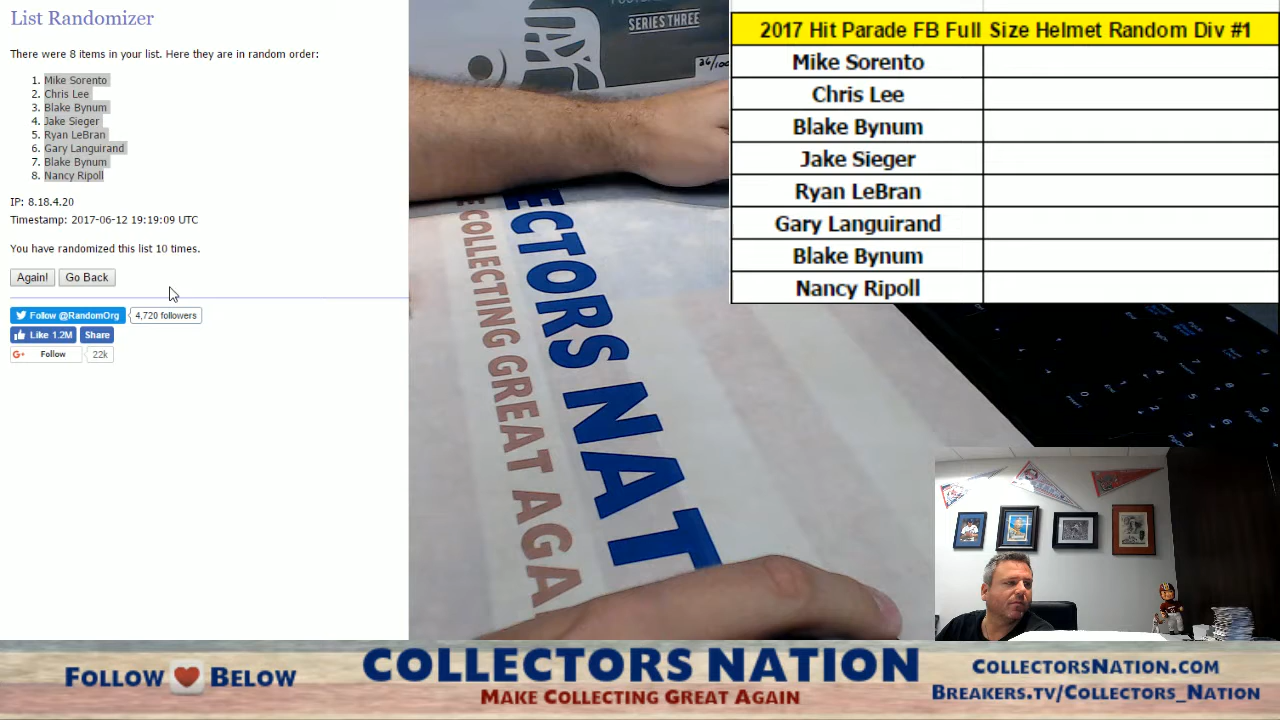 List Randomizer
There were 8 items in your list. Here they are in random order:
1. Mike Sorento
2. Chris Lee
3. Blake Bynum
4. Jake Sieger
5. Ryan LeBran
6. Gary Languirand
7. Blake Bynum
8. Nancy Ripoll
IP: 8.18.4.20
Timestamp: 2017-06-12 19:19:09 UTC
You have randomized this list 10 times.
Again! Go Back
Follow @RandomOrg 4,720 followers
Like 1.2M Share
G+ Follow 22k
SERIES THREE
26/100
2017 Hit Parade FB Full Size Helmet Random Div #1
Mike Sorento
Chris Lee
Blake Bynum
Jake Sieger
Ryan LeBran
Gary Languirand
Blake Bynum
Nancy Ripoll
ECTORS NAT
COLLECTING GREAT AGA
FOLLOW BELOW
COLLECTORS NATION
MAKE COLLECTING GREAT AGAIN
COLLECTORSNATION.COM
BREAKERS.TV/COLLECTORS_NATION